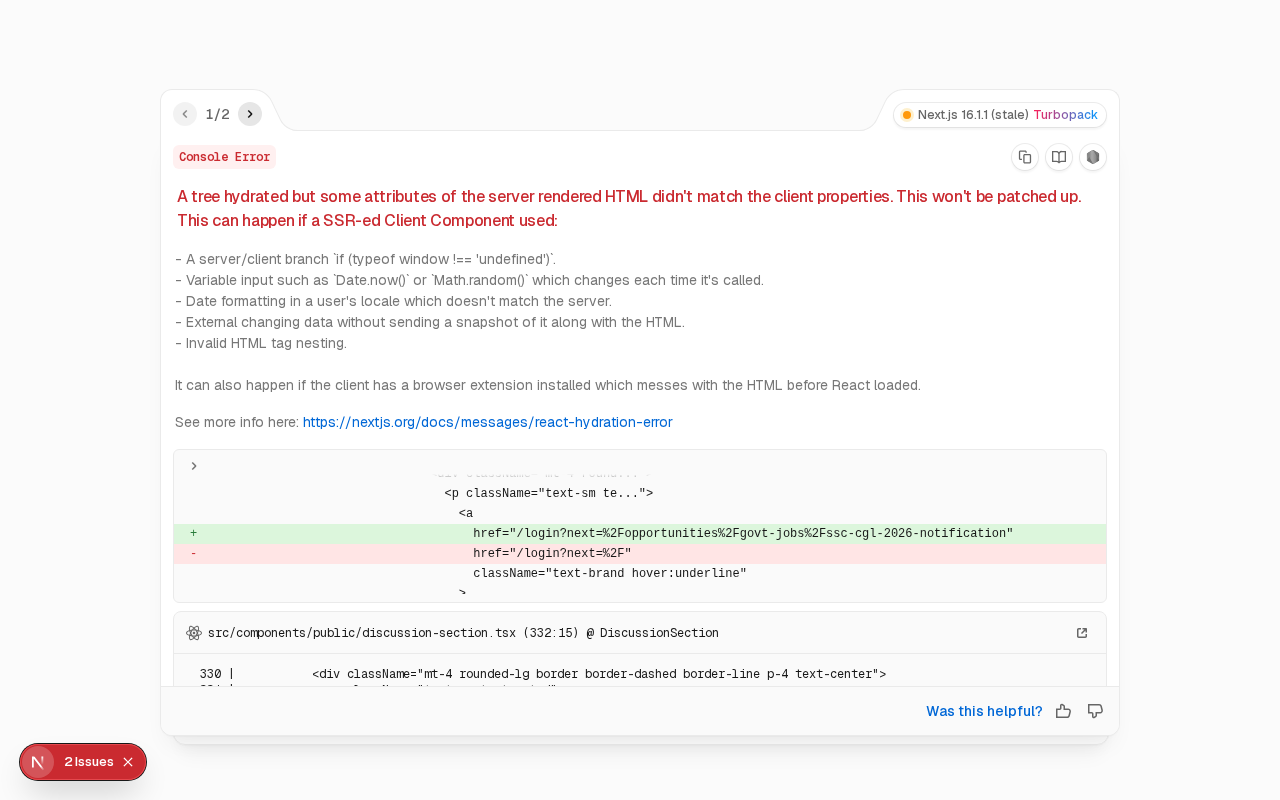 1/2
Next.js 16.1.1 (stale) Turbopack
Console Error
A tree hydrated but some attributes of the server rendered HTML didn't match the client properties. This won't be patched up.
This can happen if a SSR-ed Client Component used:
- A server/client branch `if (typeof window !== 'undefined')`.
- Variable input such as `Date.now()` or `Math.random()` which changes each time it's called.
- Date formatting in a user's locale which doesn't match the server.
- External changing data without sending a snapshot of it along with the HTML.
- Invalid HTML tag nesting.
It can also happen if the client has a browser extension installed which messes with the HTML before React loaded.
See more info here: https://nextjs.org/docs/messages/react-hydration-error
<p className="text-sm te...">
<a
+ href="/login?next=%2Fopportunities%2Fgovt-jobs%2Fssc-cgl-2026-notification"
- href="/login?next=%2F"
className="text-brand hover:underline"
>
src/components/public/discussion-section.tsx (332:15) @ DiscussionSection
330 | <div className="mt-4 rounded-lg border border-dashed border-line p-4 text-center">
Was this helpful?
N 2 Issues